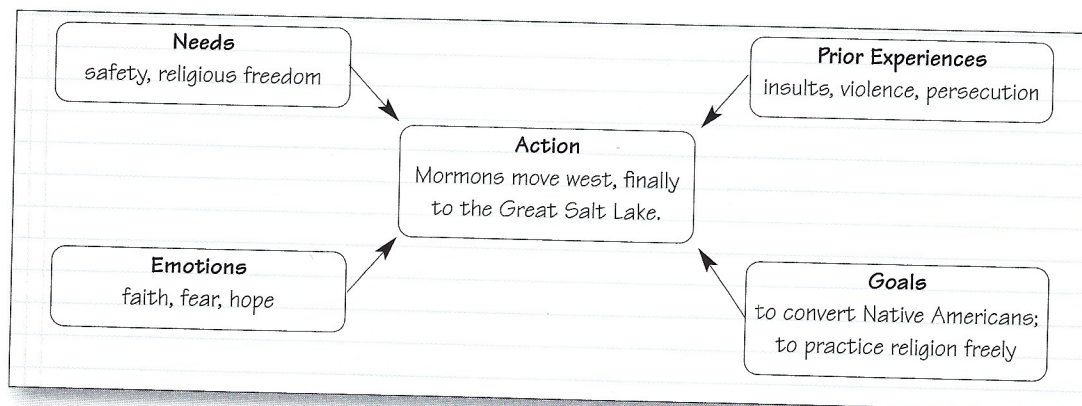 Needs
safety, religious freedom
Prior Experiences
insults, violence, persecution
Action
Mormons move west, finally
to the Great Salt Lake.
Emotions
faith, fear, hope
Goals
to convert Native Americans;
to practice religion freely